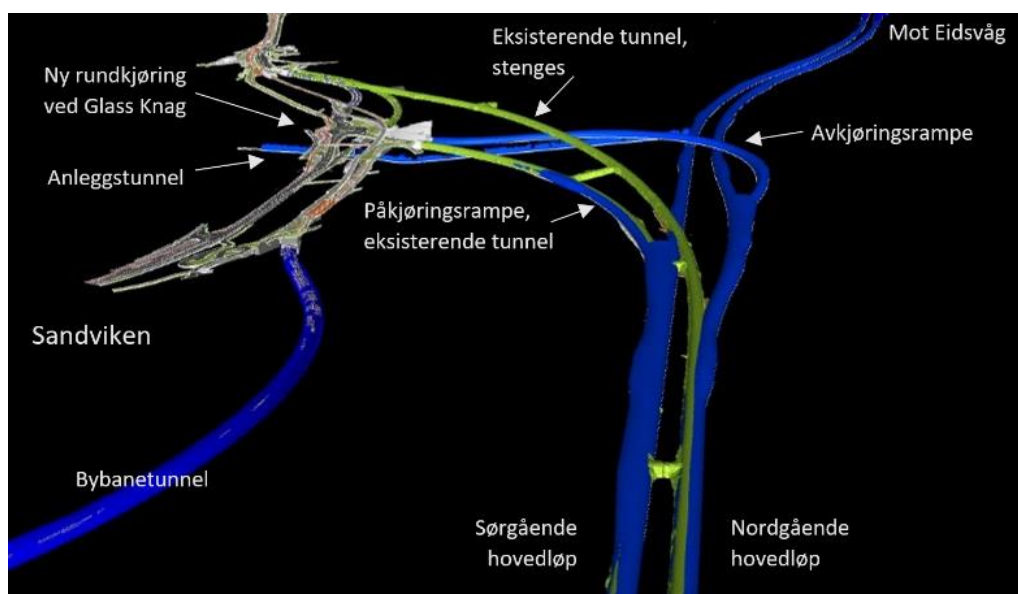 Mot Eidsvåg
Eksisterende tunnel,
stenges
Ny rundkjøring
ved Glass Knag
Avkjøringsrampe
Anleggstunnel
Påkjøringsrampe,
eksisterende tunnel
Sandviken
Bybanetunnel
Sørgående
hovedløp
Nordgående
hovedløp